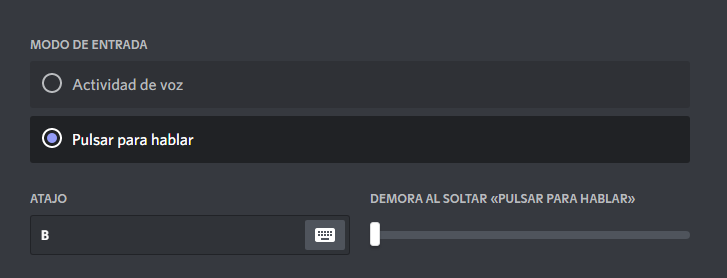 MODO DE ENTRADA
Actividad de voz
Pulsar para hablar
ATAJO
DEMORA AL SOLTAR «PULSAR PARA HABLAR»
B